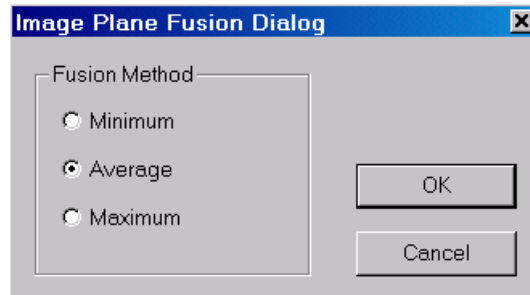 Image Plane Fusion Dialog
Fusion Method
Minimum
Average
Maximum
OK
Cancel